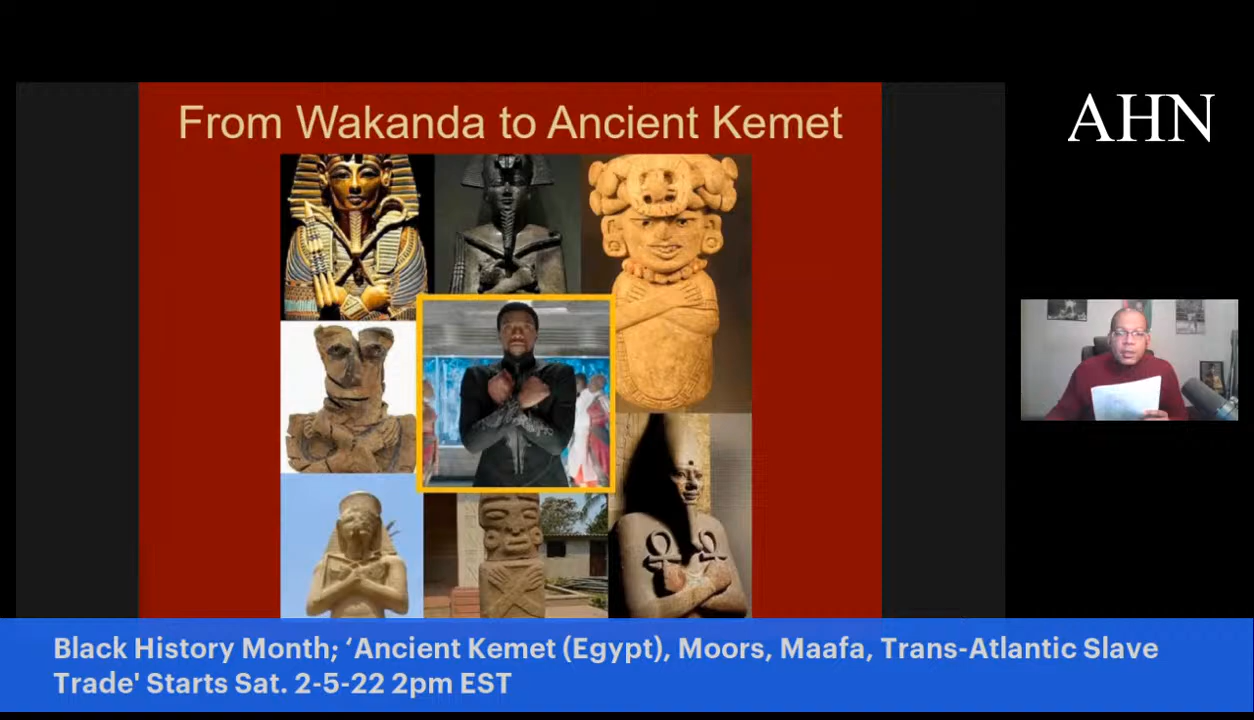 From Wakanda to Ancient Kemet
AHN
Black History Month; ‘Ancient Kemet (Egypt), Moors, Maafa, Trans-Atlantic Slave
Trade' Starts Sat. 2-5-22 2pm EST